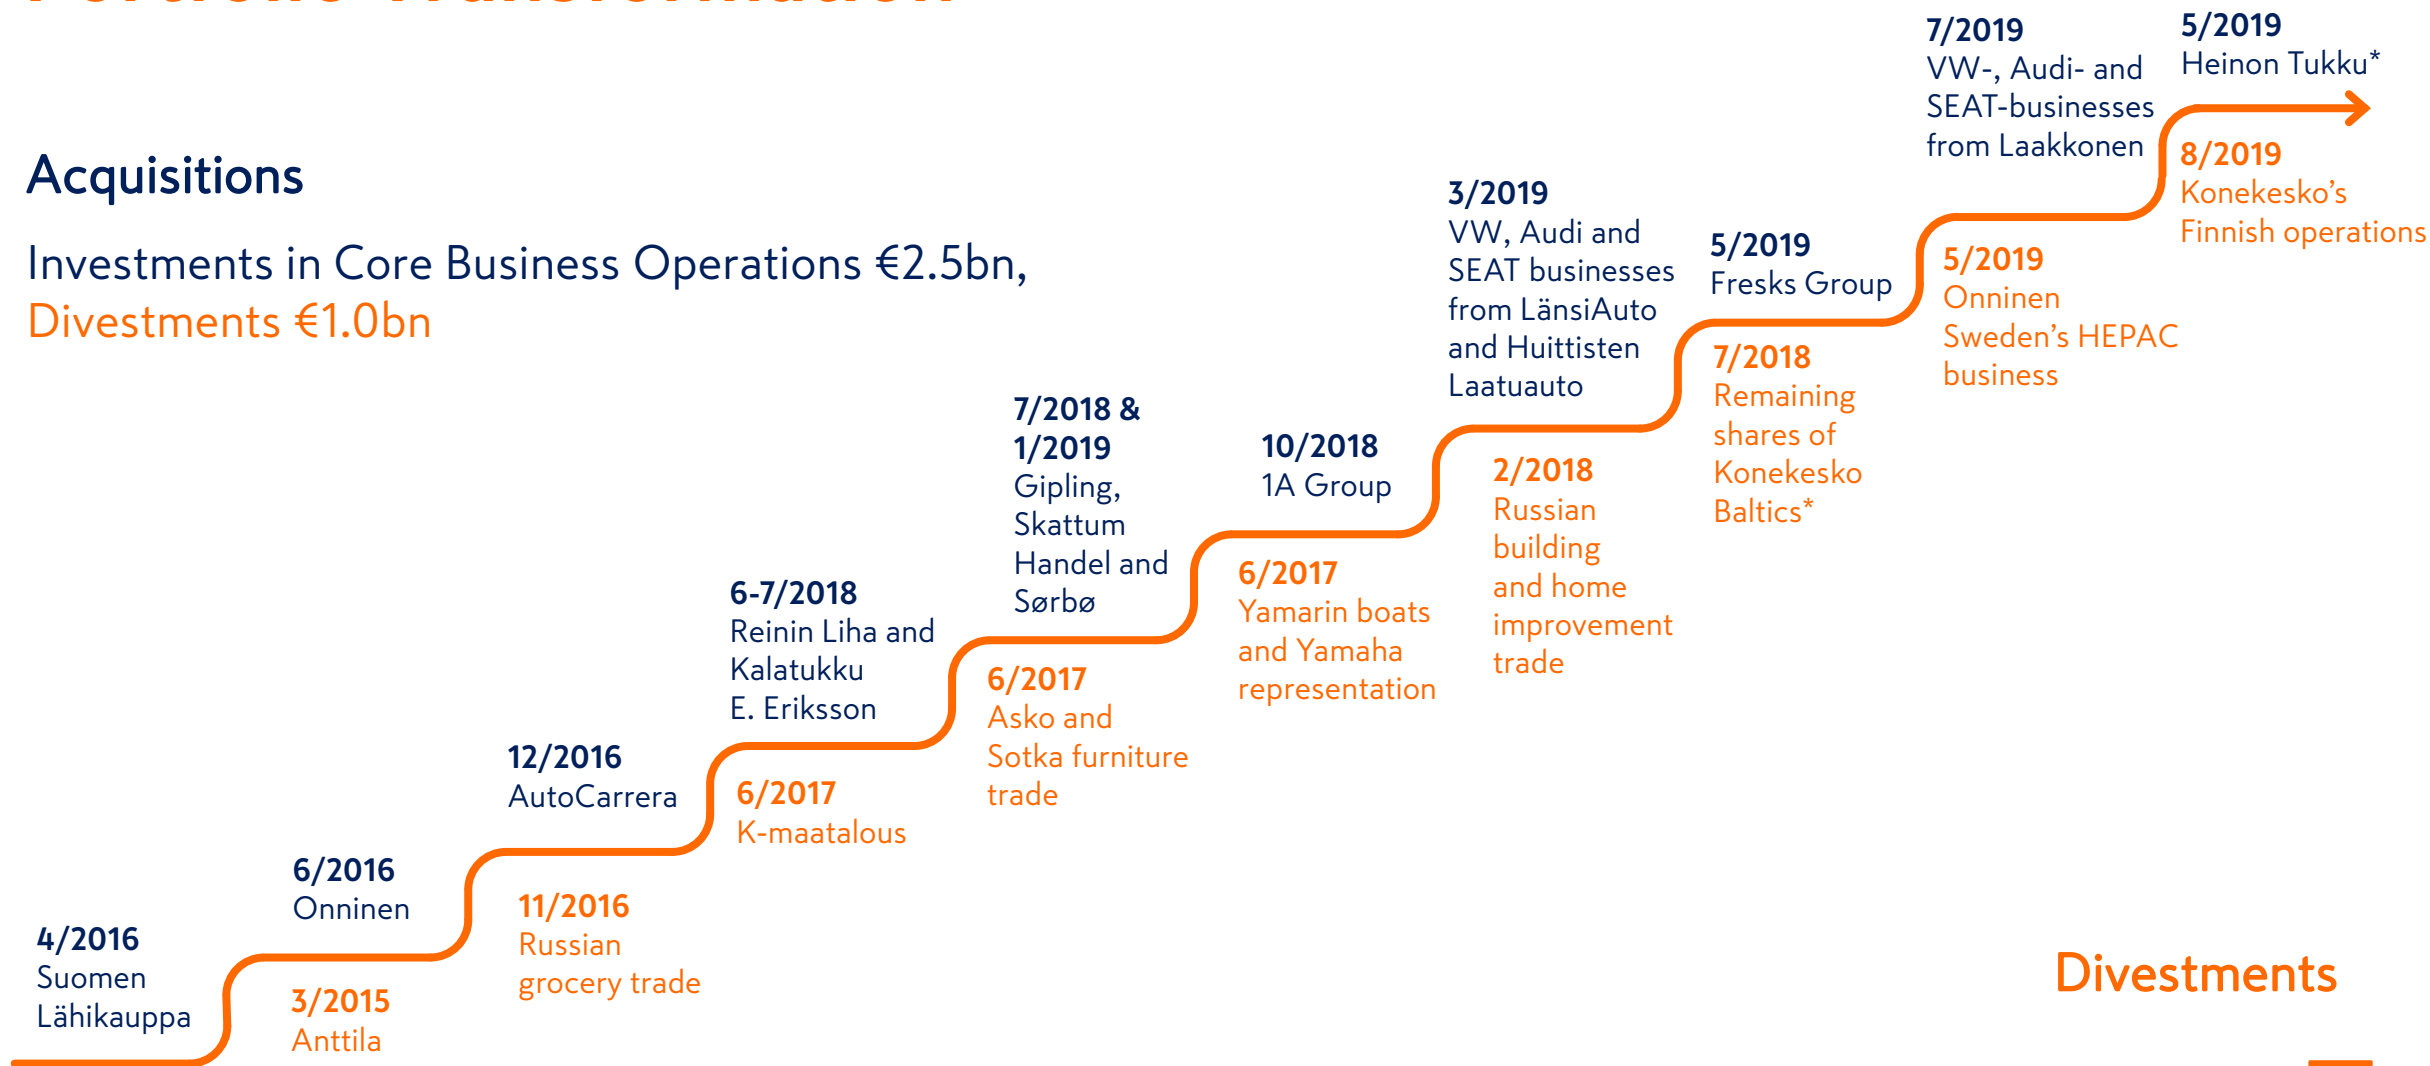 Acquisitions
Investments in Core Business Operations €2.5bn,
Divestments €1.0bn
4/2016
Suomen
Lähikauppa
3/2015
Anttila
6/2016
Onninen
11/2016
Russian
grocery trade
12/2016
AutoCarrera
6/2017
K-maatalous
6-7/2018
Reinin Liha and
Kalatukku
E. Eriksson
6/2017
Asko and
Sotka furniture
trade
7/2018 &
1/2019
Gipling,
Skattum
Handel and
Sørbø
6/2017
Yamarin boats
and Yamaha
representation
10/2018
1A Group
2/2018
Russian
building
and home
improvement
trade
3/2019
VW, Audi and
SEAT businesses
from LänsiAuto
and Huittisten
Laatuauto
7/2018
Remaining
shares of
Konekesko
Baltics*
5/2019
Fresks Group
5/2019
Onninen
Sweden’s HEPAC
business
7/2019
VW-, Audi- and
SEAT-businesses
from Laakkonen
5/2019
Heinon Tukku*
8/2019
Konekesko’s
Finnish operations
Divestments